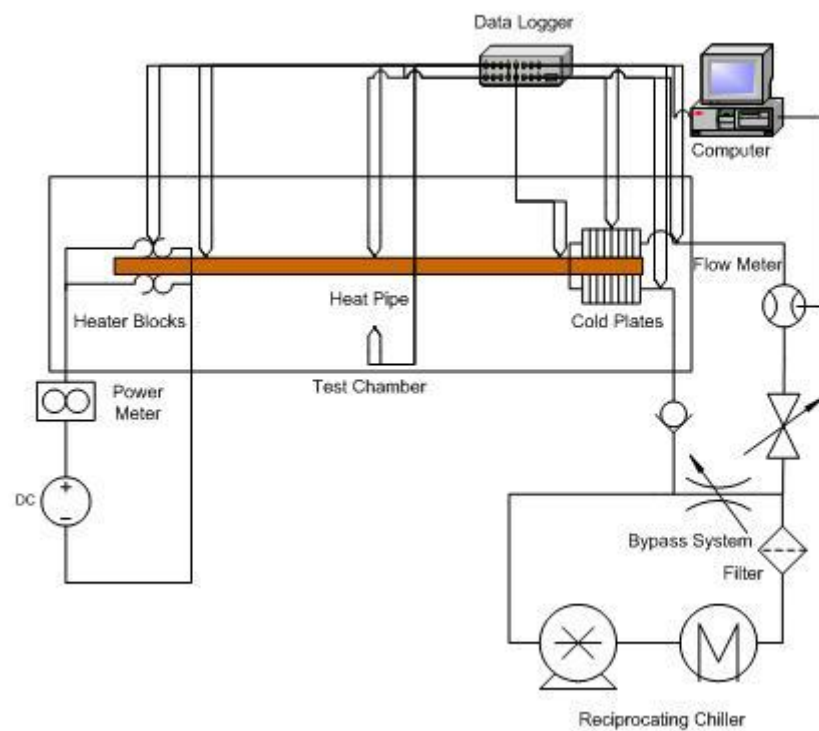 Data Logger
Computer
Flow Meter
Heat Pipe
Heater Blocks
Cold Plates
Test Chamber
Power
Meter
DC
+
−
Bypass System
Filter
M
Reciprocating Chiller